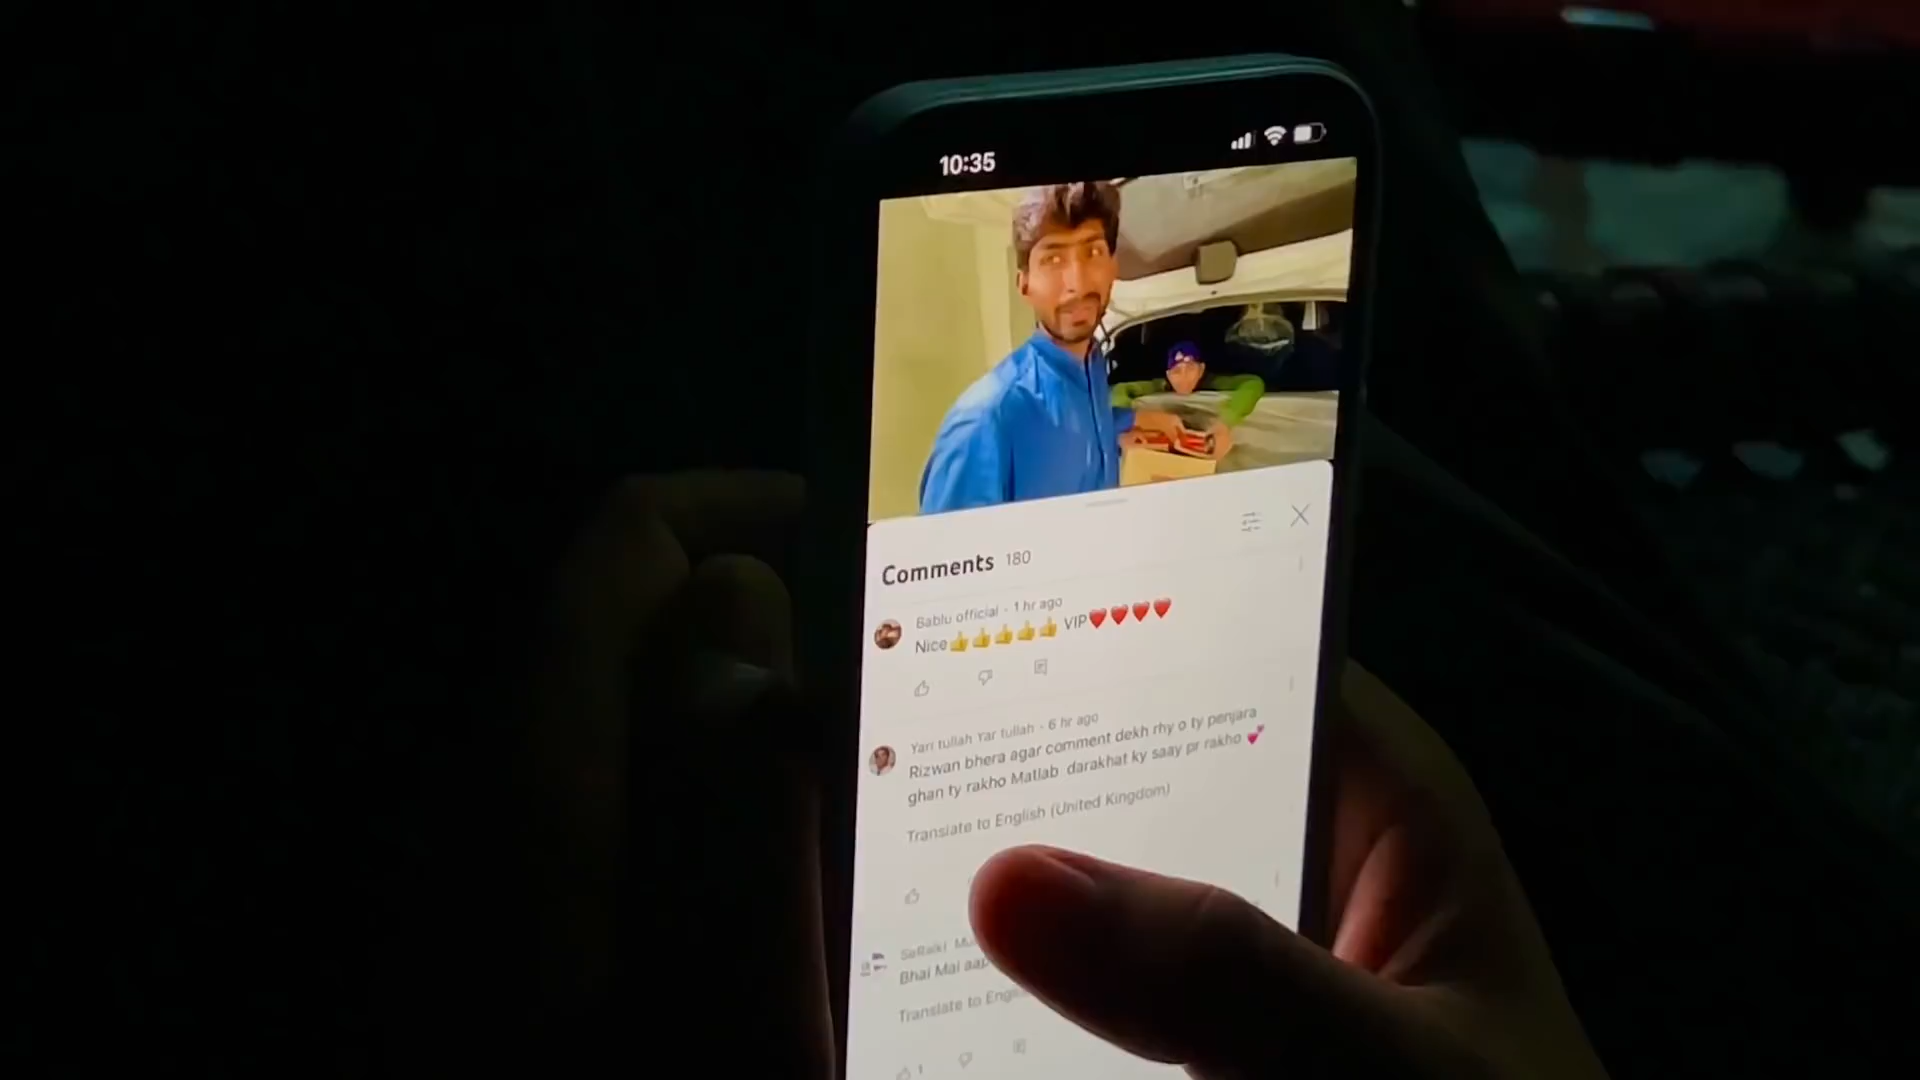 10:35
Comments 180
Bablu official - 1 hr ago
Nice👍👍👍👍👍 VIP❤️❤️❤️❤️
Yari tullah Yar tullah - 6 hr ago
Rizwan bhera agar comment dekh rhy o ty penjara
ghan ty rakho Matlab darakhat ky saay pr rakho 💕
Translate to English (United Kingdom)
SeRaikI
Bhai Mai aap
Translate to
1